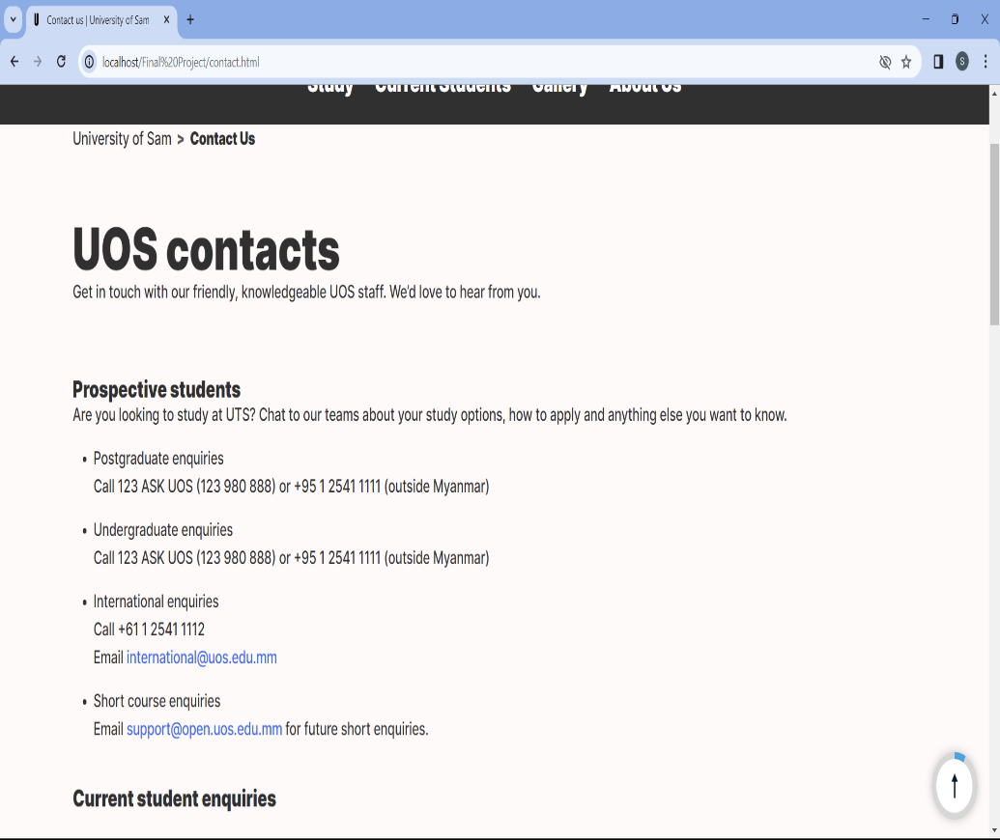 Contact us | University of Sam
localhost/Final%20Project/contact.html
S
Study Current Students Gallery About Us
University of Sam > Contact Us
UOS contacts
Get in touch with our friendly, knowledgeable UOS staff. We'd love to hear from you.
Prospective students
Are you looking to study at UTS? Chat to our teams about your study options, how to apply and anything else you want to know.
• Postgraduate enquiries
Call 123 ASK UOS (123 980 888) or +95 1 2541 1111 (outside Myanmar)
• Undergraduate enquiries
Call 123 ASK UOS (123 980 888) or +95 1 2541 1111 (outside Myanmar)
• International enquiries
Call +61 1 2541 1112
Email international@uos.edu.mm
• Short course enquiries
Email support@open.uos.edu.mm for future short enquiries.
Current student enquiries